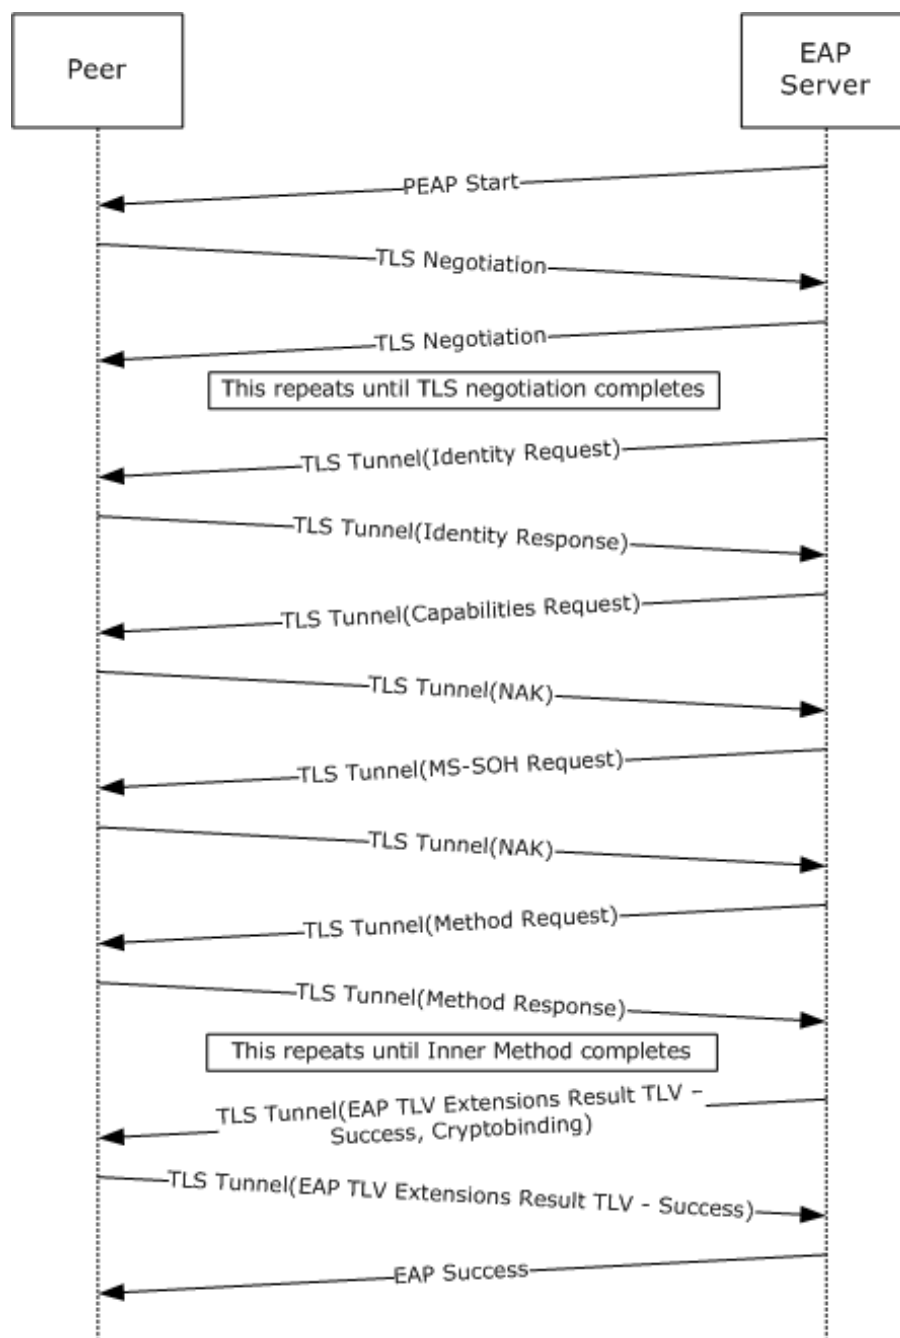 Peer
EAP
Server
PEAP Start
TLS Negotiation
TLS Negotiation
This repeats until TLS negotiation completes
TLS Tunnel(Identity Request)
TLS Tunnel(Identity Response)
TLS Tunnel(Capabilities Request)
TLS Tunnel(NAK)
TLS Tunnel(MS-SOH Request)
TLS Tunnel(NAK)
TLS Tunnel(Method Request)
TLS Tunnel(Method Response)
This repeats until Inner Method completes
TLS Tunnel(EAP TLV Extensions Result TLV –
Success, Cryptobinding)
TLS Tunnel(EAP TLV Extensions Result TLV - Success)
EAP Success